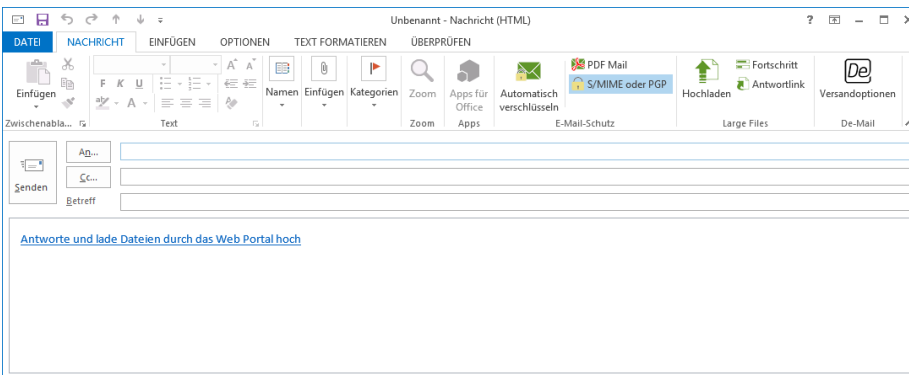 Unbenannt - Nachricht (HTML)
DATEI NACHRICHT EINFÜGEN OPTIONEN TEXT FORMATIEREN ÜBERPRÜFEN
Einfügen
F K U
A
Namen Einfügen Kategorien
Zoom
Apps für
Office
Automatisch
verschlüsseln
PDF Mail
S/MIME oder PGP
Hochladen
Fortschritt
Antwortlink
De
Versandoptionen
Zwischenabla... Text Zoom Apps E-Mail-Schutz Large Files De-Mail
Senden
An...
Cc...
Betreff
Antworte und lade Dateien durch das Web Portal hoch